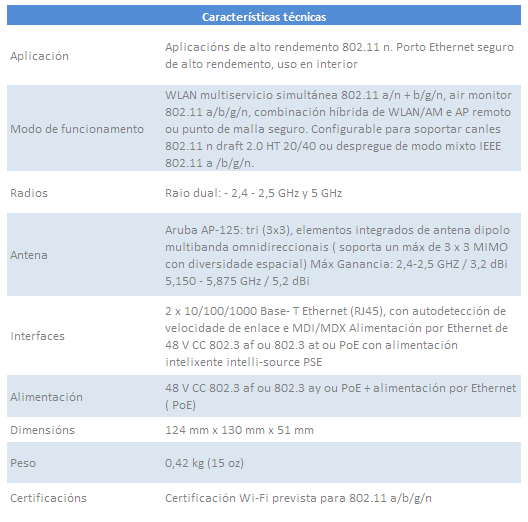 Características técnicas
Aplicación
Aplicacións de alto rendemento 802.11 n. Porto Ethernet seguro
de alto rendemento, uso en interior
Modo de funcionamento
WLAN multiservicio simultánea 802.11 a/n + b/g/n, air monitor
802.11 a/b/g/n, combinación híbrida de WLAN/AM e AP remoto
ou punto de malla seguro. Configurable para soportar canles
802.11 n draft 2.0 HT 20/40 ou despregue de modo mixto IEEE
802.11 a /b/g/n.
Radios
Raio dual: - 2,4 - 2,5 GHz y 5 GHz
Antena
Aruba AP-125: tri (3x3), elementos integrados de antena dipolo
multibanda omnidireccionais ( soporta un máx de 3 x 3 MIMO
con diversidade espacial) Máx Ganancia: 2,4-2,5 GHZ / 3,2 dBi
5,150 - 5,875 GHz / 5,2 dBi
Interfaces
2 x 10/100/1000 Base- T Ethernet (RJ45), con autodetección de
velocidade de enlace e MDI/MDX Alimentación por Ethernet de
48 V CC 802.3 af ou 802.3 at ou PoE con alimentación
intelixente intelli-source PSE
Alimentación
48 V CC 802.3 af ou 802.3 ay ou PoE + alimentación por Ethernet
( PoE)
Dimensións
124 mm x 130 mm x 51 mm
Peso
0,42 kg (15 oz)
Certificacións
Certificación Wi-Fi prevista para 802.11 a/b/g/n